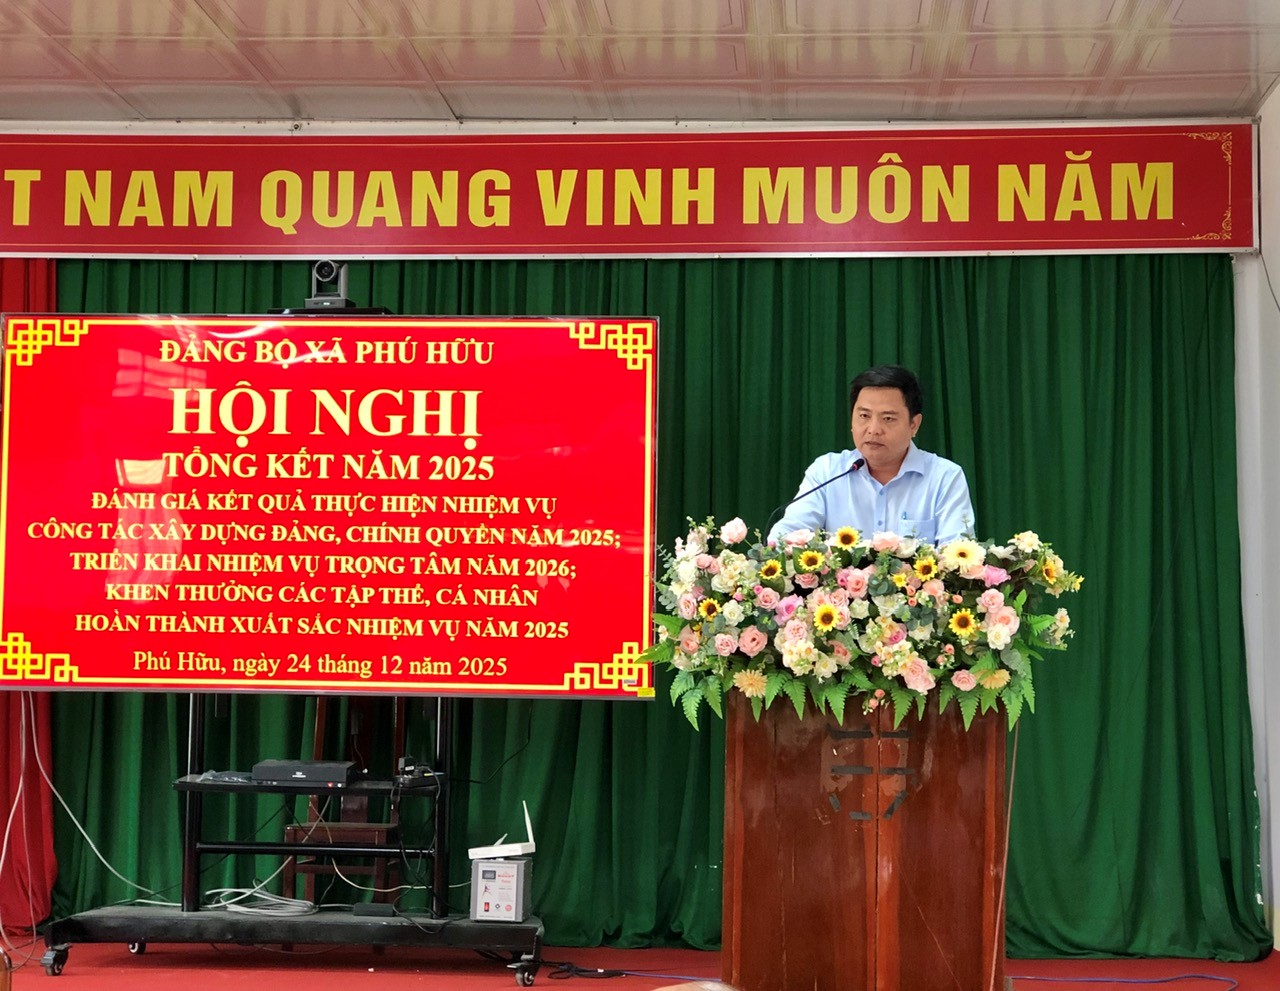 T NAM QUANG VINH MUÔN NĂM
ĐẢNG BỘ XÃ PHÚ HỮU
HỘI NGHỊ
TỔNG KẾT NĂM 2025
ĐÁNH GIÁ KẾT QUẢ THỰC HIỆN NHIỆM VỤ
CÔNG TÁC XÂY DỰNG ĐẢNG, CHÍNH QUYỀN NĂM 2025;
TRIỂN KHAI NHIỆM VỤ TRỌNG TÂM NĂM 2026;
KHEN THƯỞNG CÁC TẬP THỂ, CÁ NHÂN
HOÀN THÀNH XUẤT SẮC NHIỆM VỤ NĂM 2025
Phú Hữu, ngày 24 tháng 12 năm 2025